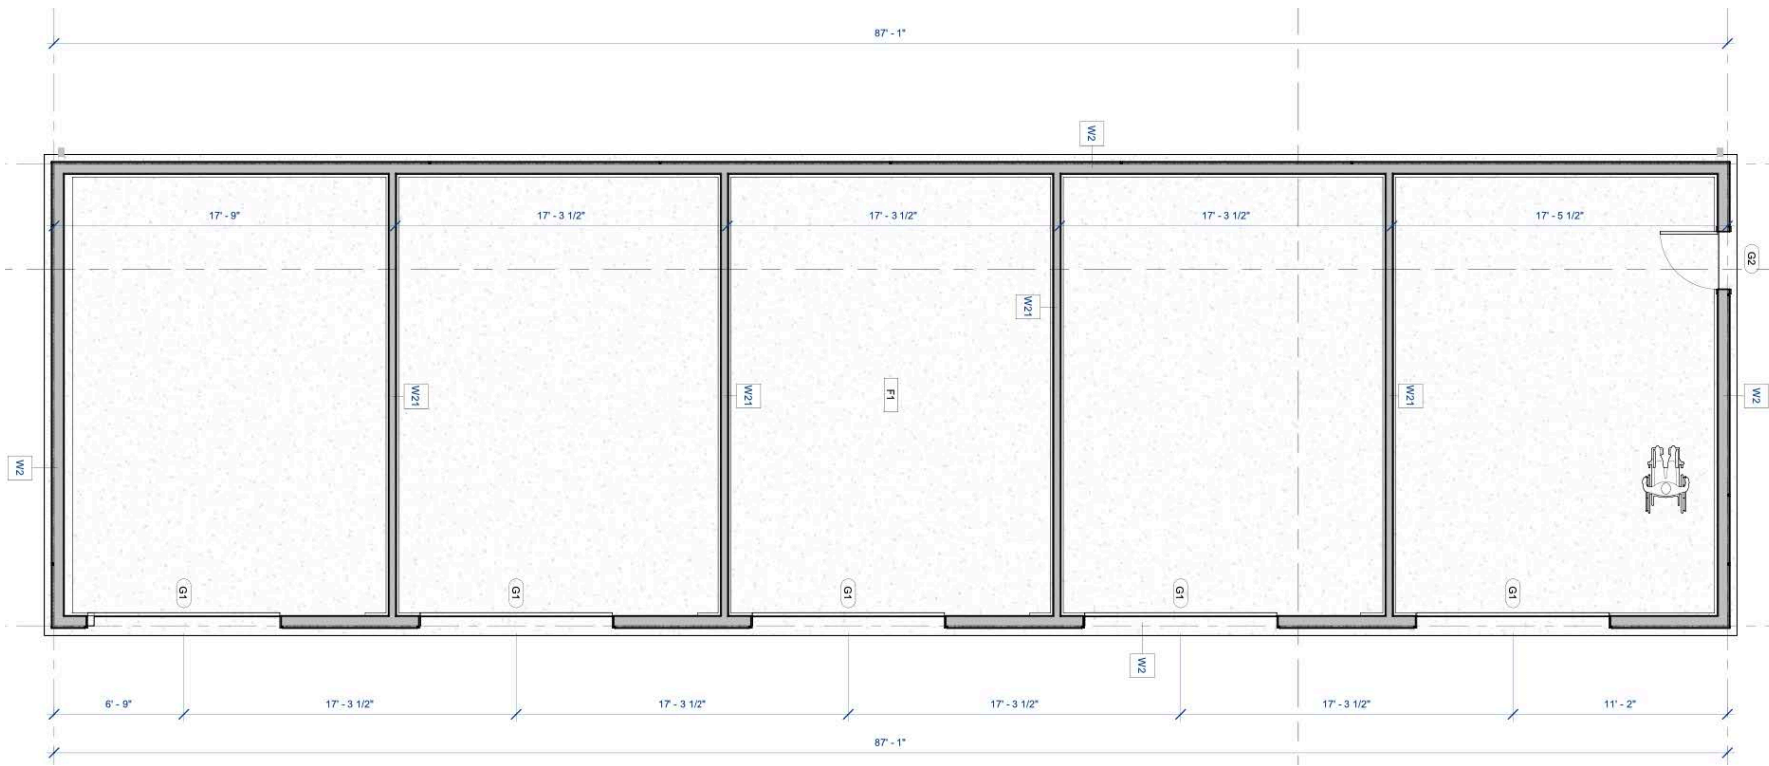 87' - 1"
W2
17' - 9"
17' - 3 1/2"
17' - 3 1/2"
17' - 3 1/2"
17' - 5 1/2"
G2
W21
W21
W21
F1
W21
W2
W2
G1
G1
G1
G1
G1
W2
6' - 9"
17' - 3 1/2"
17' - 3 1/2"
17' - 3 1/2"
17' - 3 1/2"
11' - 2"
87' - 1"